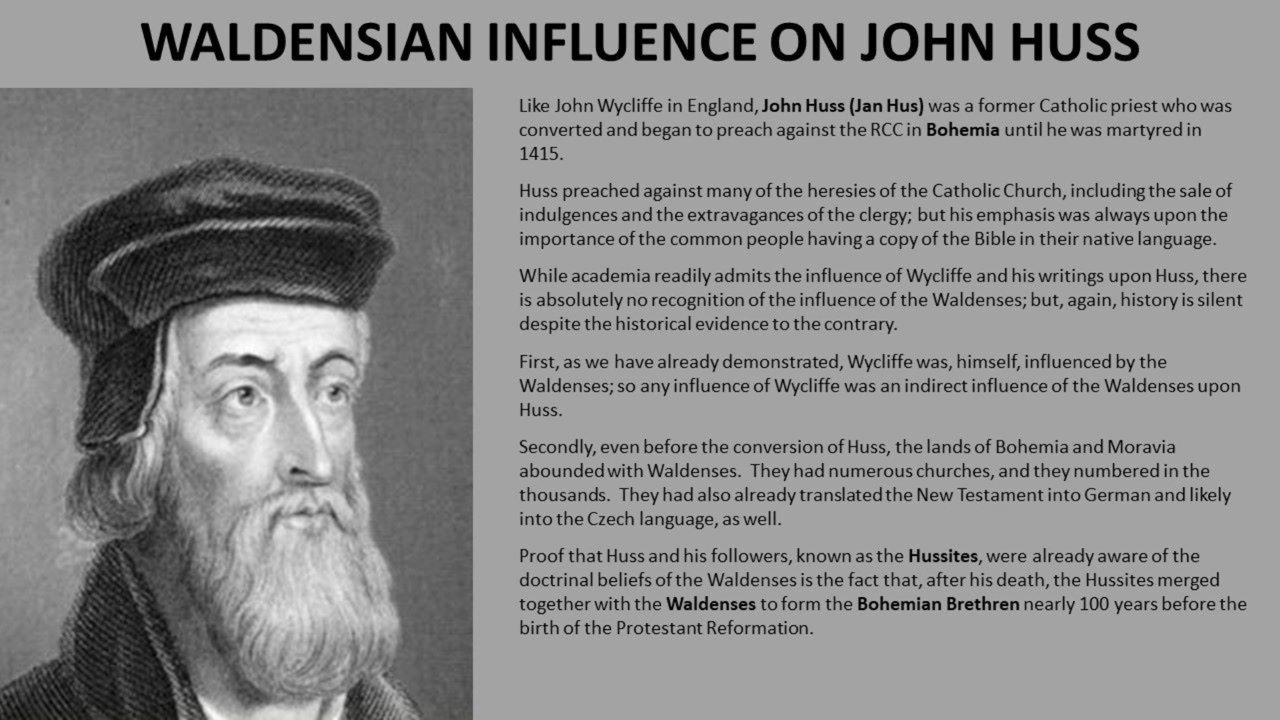 WALDENSIAN INFLUENCE ON JOHN HUSS
Like John Wycliffe in England, John Huss (Jan Hus) was a former Catholic priest who was
converted and began to preach against the RCC in Bohemia until he was martyred in
1415.
Huss preached against many of the heresies of the Catholic Church, including the sale of
indulgences and the extravagances of the clergy; but his emphasis was always upon the
importance of the common people having a copy of the Bible in their native language.
While academia readily admits the influence of Wycliffe and his writings upon Huss, there
is absolutely no recognition of the influence of the Waldenses; but, again, history is silent
despite the historical evidence to the contrary.
First, as we have already demonstrated, Wycliffe was, himself, influenced by the
Waldenses; so any influence of Wycliffe was an indirect influence of the Waldenses upon
Huss.
Secondly, even before the conversion of Huss, the lands of Bohemia and Moravia
abounded with Waldenses.  They had numerous churches, and they numbered in the
thousands.  They had also already translated the New Testament into German and likely
into the Czech language, as well.
Proof that Huss and his followers, known as the Hussites, were already aware of the
doctrinal beliefs of the Waldenses is the fact that, after his death, the Hussites merged
together with the Waldenses to form the Bohemian Brethren nearly 100 years before the
birth of the Protestant Reformation.